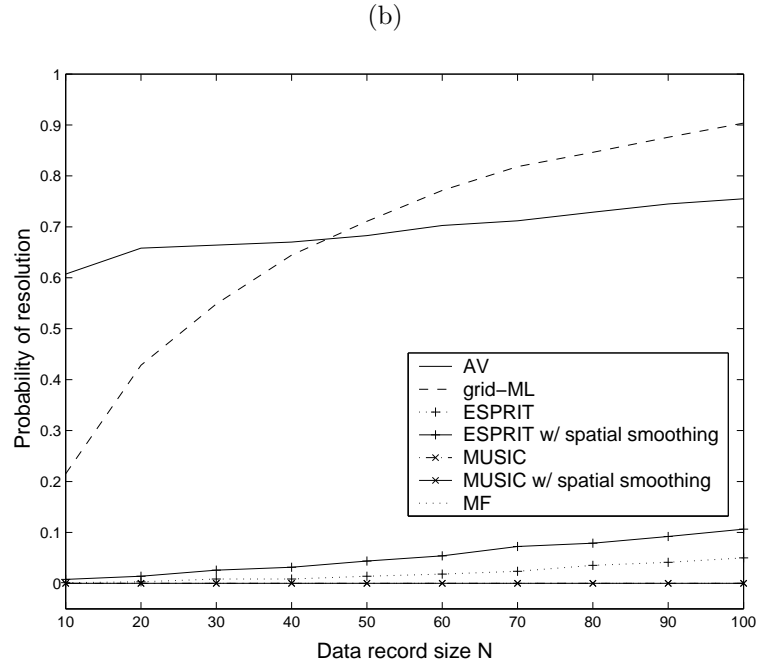 (b)
1
0.9
0.8
0.7
0.6
0.5
0.4
0.3
0.2
0.1
0
Probability of resolution
AV
grid−ML
ESPRIT
ESPRIT w/ spatial smoothing
MUSIC
MUSIC w/ spatial smoothing
MF
10 20 30 40 50 60 70 80 90 100
Data record size N